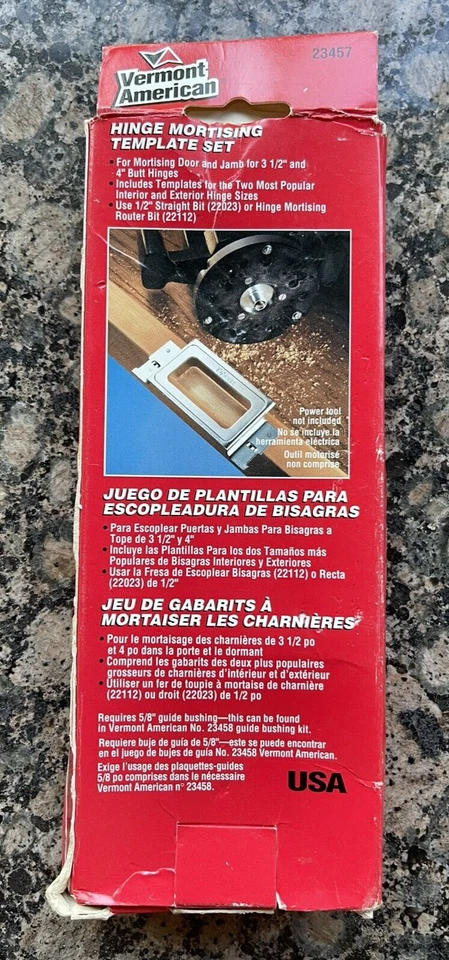 23457
Vermont
American
HINGE MORTISING
TEMPLATE SET
• For Mortising Door and Jamb for 3 1/2" and
4" Butt Hinges
• Includes Templates for the Two Most Popular
Interior and Exterior Hinge Sizes
• Use 1/2" Straight Bit (22023) or Hinge Mortising
Router Bit (22112)
Power tool
not included
No se incluye la
herramienta eléctrica
Outil motorisé
non comprise
JUEGO DE PLANTILLAS PARA
ESCOPLEADURA DE BISAGRAS
• Para Escoplear Puertas y Jambas Para Bisagras a
Tope de 3 1/2" y 4"
• Incluye las Plantillas Para los dos Tamaños más
Populares de Bisagras Interiores y Exteriores
• Usar la Fresa de Escoplear Bisagras (22112) o Recta
(22023) de 1/2"
JEU DE GABARITS À
MORTAISER LES CHARNIÈRES
• Pour le mortaisage des charnières de 3 1/2 po
et 4 po dans la porte et le dormant
• Comprend les gabarits des deux plus populaires
grosseurs de charnières d'intérieur et d'extérieur
• Utiliser un fer de toupie à mortaise de charnière
(22112) ou droit (22023) de 1/2 po
Requires 5/8" guide bushing—this can be found
in Vermont American No. 23458 guide bushing kit.
Requiere buje de guía de 5/8"—este se puede encontrar
en el juego de bujes de guía No. 23458 Vermont American.
Exige l'usage des plaquettes-guides
5/8 po comprises dans le nécessaire
Vermont American n° 23458.
USA